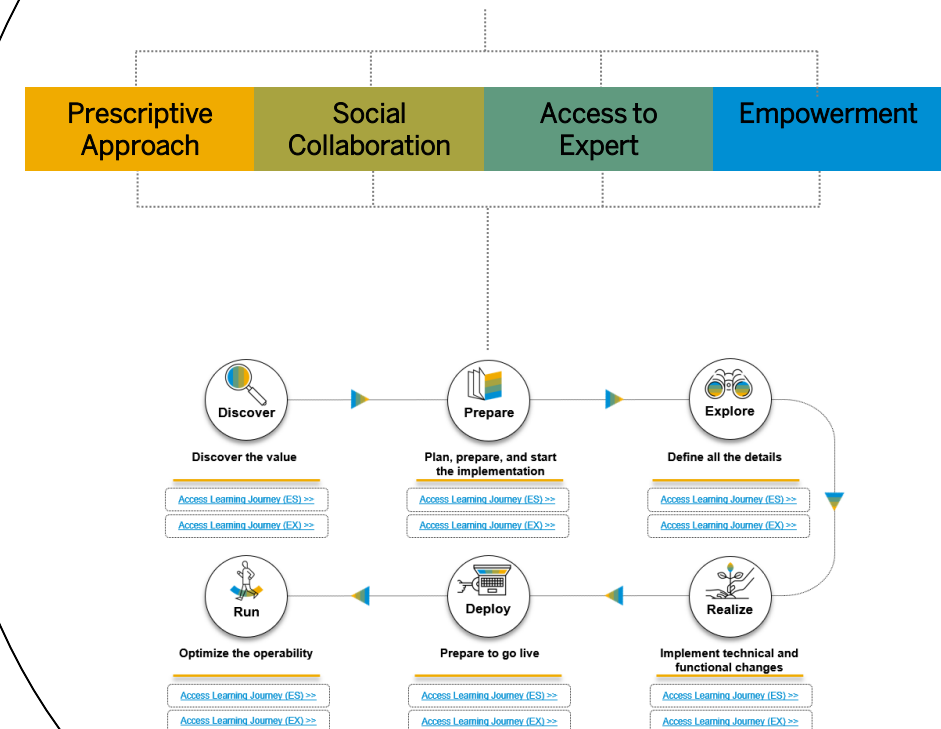 Prescriptive
Approach
Social
Collaboration
Access to
Expert
Empowerment
Discover
Prepare
Explore
Discover the value
Plan, prepare, and start
the implementation
Define all the details
Access Learning Journey (ES) >>
Access Learning Journey (ES) >>
Access Learning Journey (ES) >>
Access Learning Journey (EX) >>
Access Learning Journey (EX) >>
Access Learning Journey (EX) >>
Run
Deploy
Realize
Optimize the operability
Prepare to go live
Implement technical and
functional changes
Access Learning Journey (ES) >>
Access Learning Journey (ES) >>
Access Learning Journey (ES) >>
Access Learning Journey (EX) >>
Access Learning Journey (EX) >>
Access Learning Journey (EX) >>